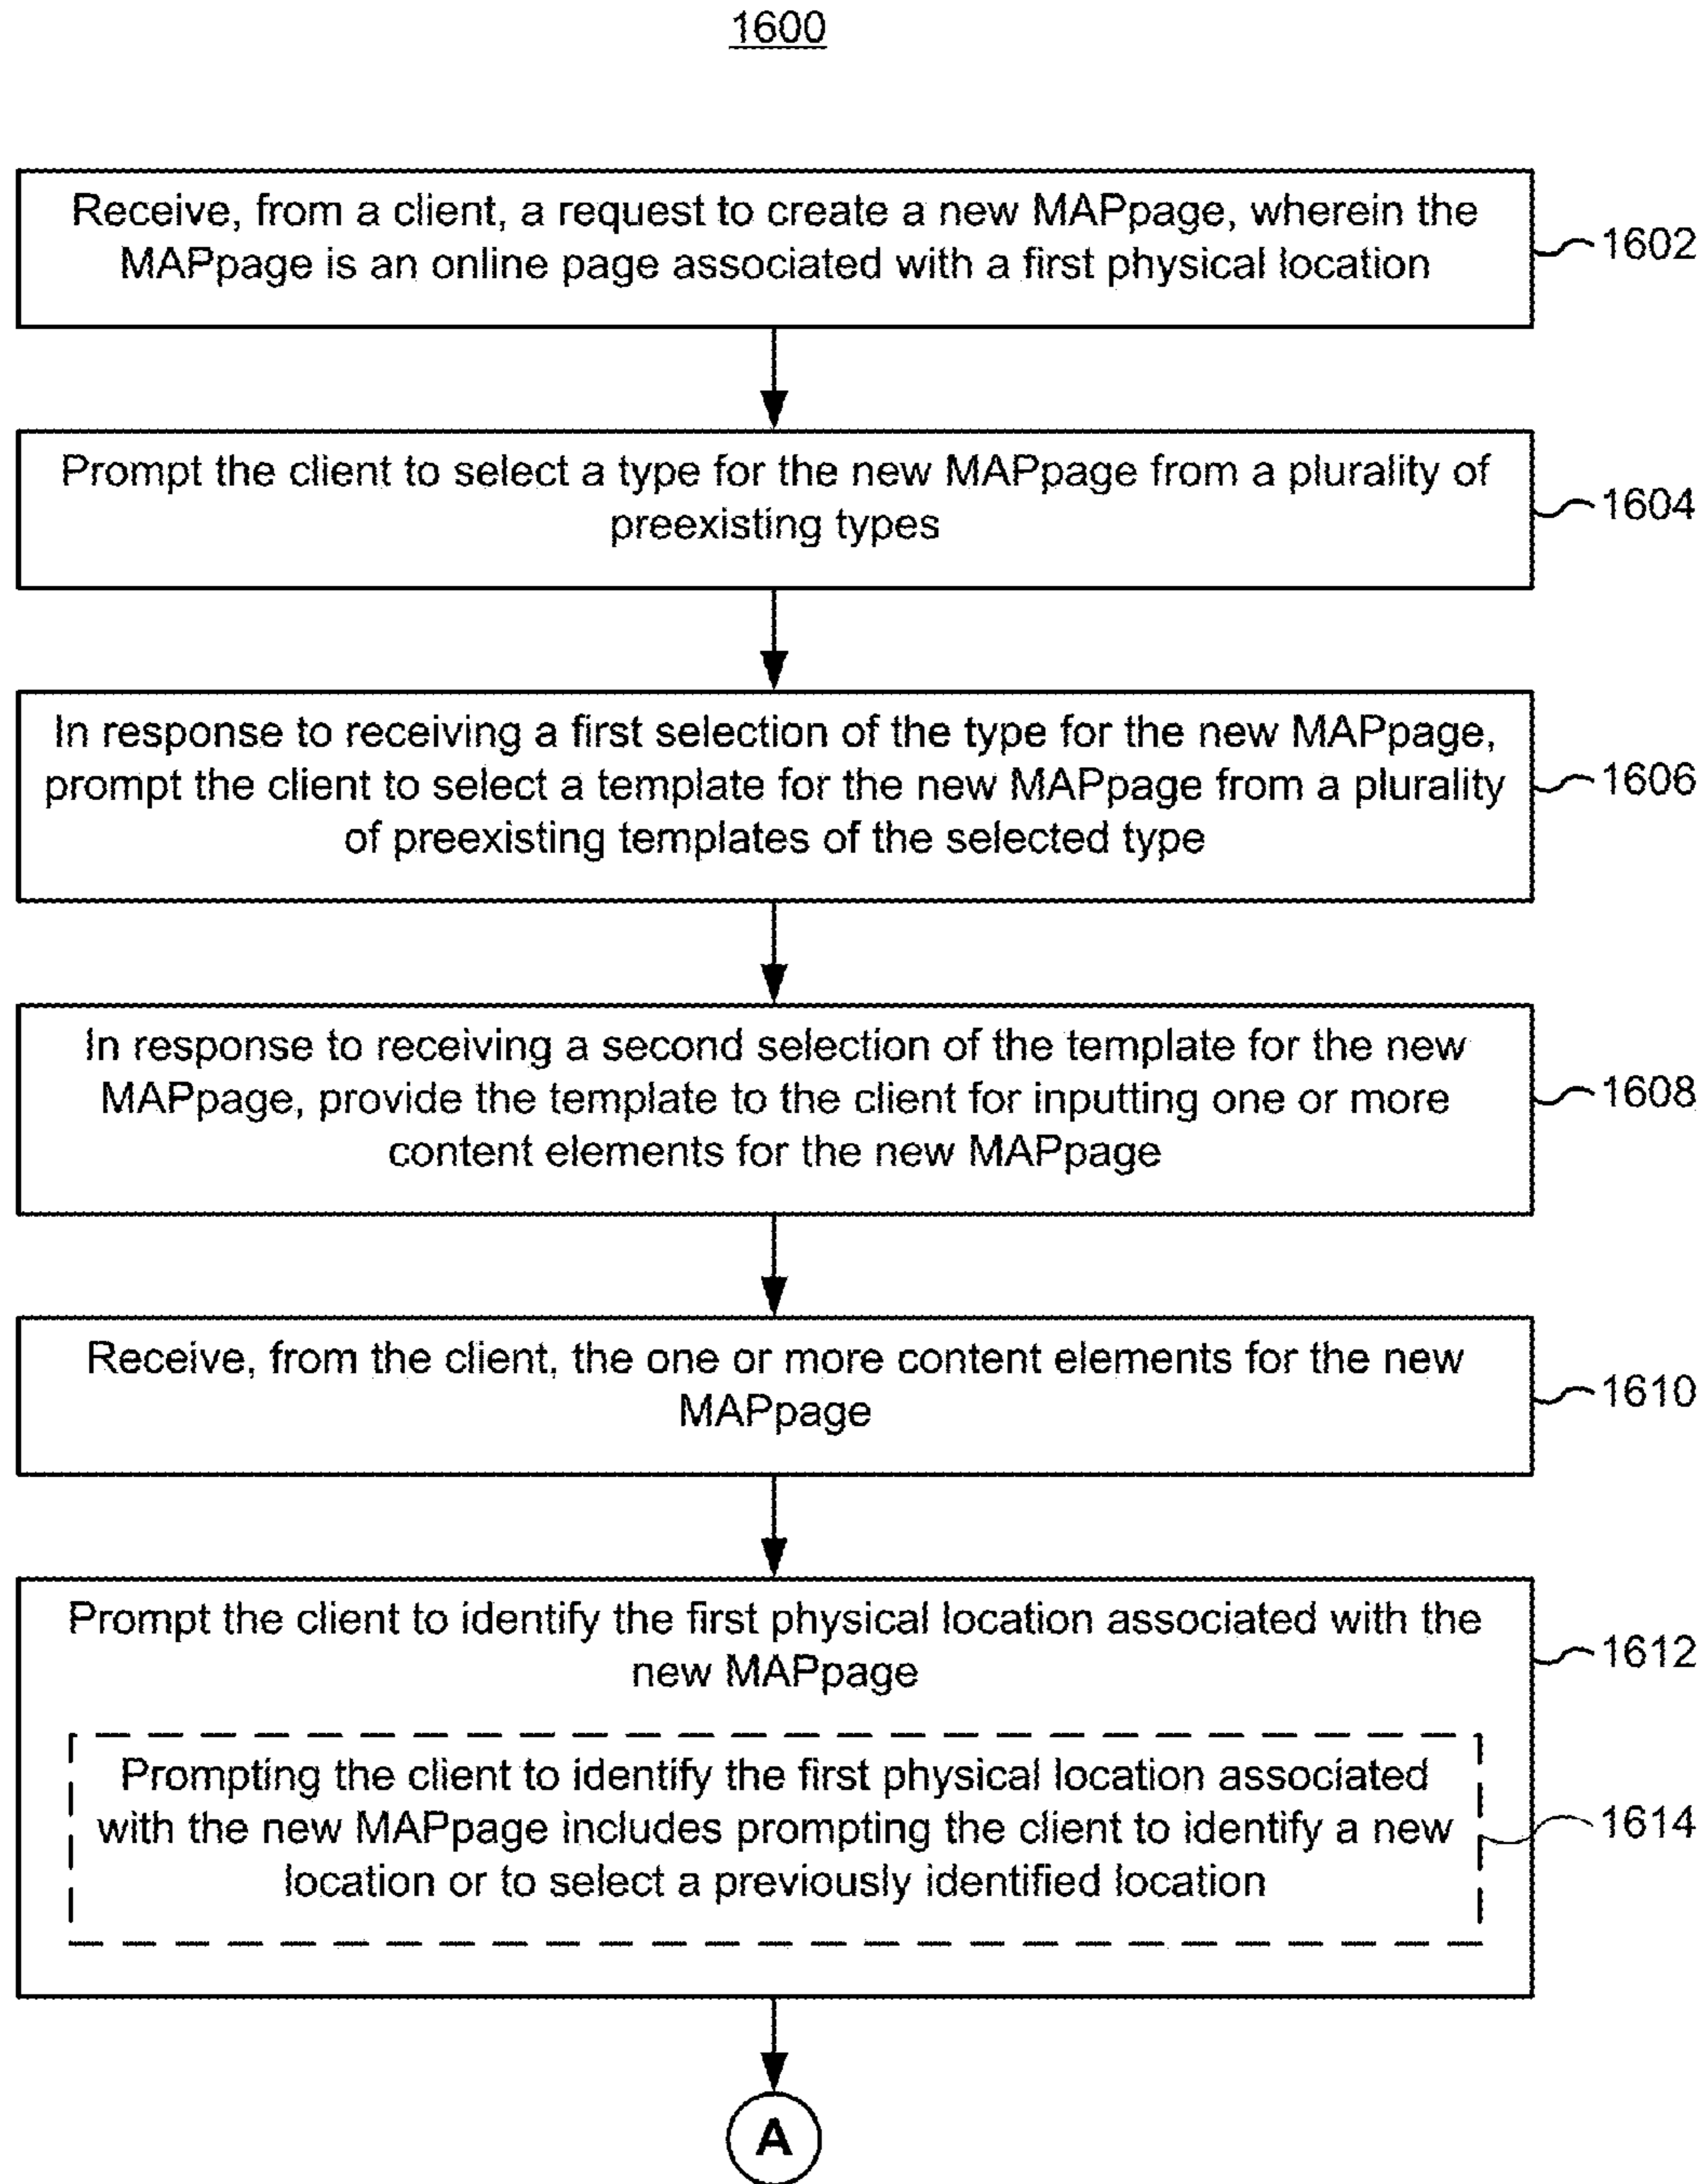 1600
Receive, from a client, a request to create a new MAPpage, wherein the
MAPpage is an online page associated with a first physical location
1602
Prompt the client to select a type for the new MAPpage from a plurality of
preexisting types
1604
In response to receiving a first selection of the type for the new MAPpage,
prompt the client to select a template for the new MAPpage from a plurality
of preexisting templates of the selected type
1606
In response to receiving a second selection of the template for the new
MAPpage, provide the template to the client for inputting one or more
content elements for the new MAPpage
1608
Receive, from the client, the one or more content elements for the new
MAPpage
1610
Prompt the client to identify the first physical location associated with the
new MAPpage
1612
Prompting the client to identify the first physical location associated
with the new MAPpage includes prompting the client to identify a new
location or to select a previously identified location
1614
A